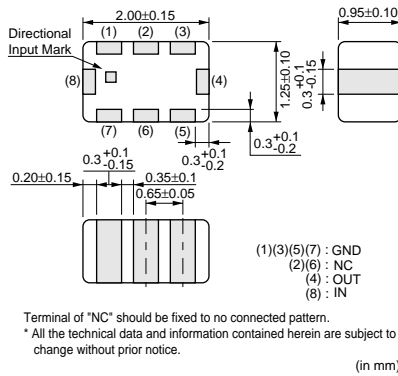 2.00±0.15
0.95±0.10
Directional
Input Mark
(1) (2) (3)
(8)
(4)
(7) (6) (5)
1.25±0.10
0.3+0.1-0.15
0.3+0.1-0.2
0.3+0.1-0.2
0.3+0.1-0.15
0.20±0.15
0.35±0.1
0.65±0.05
(1)(3)(5)(7) : GND
(2)(6) : NC
(4) : OUT
(8) : IN
Terminal of "NC" should be fixed to no connected pattern.
* All the technical data and information contained herein are subject to
change without prior notice.
(in mm)